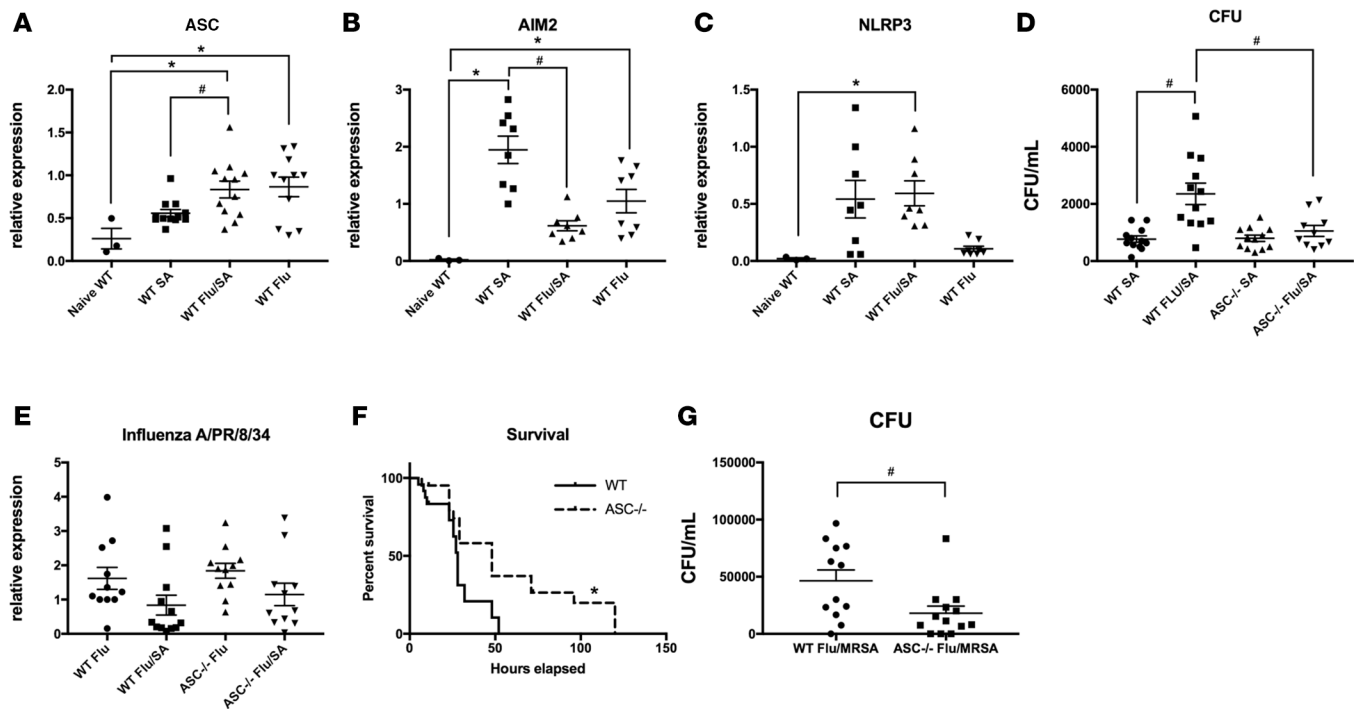 A
ASC
relative expression
2.0
1.5
1.0
0.5
0.0
*
*
#
Naive WT
WT SA
WT Flu/SA
WT Flu
B
AIM2
relative expression
3
2
1
0
*
*
#
Naive WT
WT SA
WT Flu/SA
WT Flu
C
NLRP3
relative expression
1.5
1.0
0.5
0.0
*
Naive WT
WT SA
WT Flu/SA
WT Flu
D
CFU
CFU/mL
6000
4000
2000
0
#
#
WT SA
WT FLU/SA
ASC-/- SA
ASC-/- Flu/SA
E
Influenza A/PR/8/34
relative expression
5
4
3
2
1
0
WT Flu
WT Flu/SA
ASC-/- Flu
ASC-/- Flu/SA
F
Survival
Percent survival
100
50
0
WT
ASC-/-
*
0
50
100
150
Hours elapsed
G
CFU
CFU/mL
150000
100000
50000
0
#
WT Flu/MRSA
ASC-/- Flu/MRSA